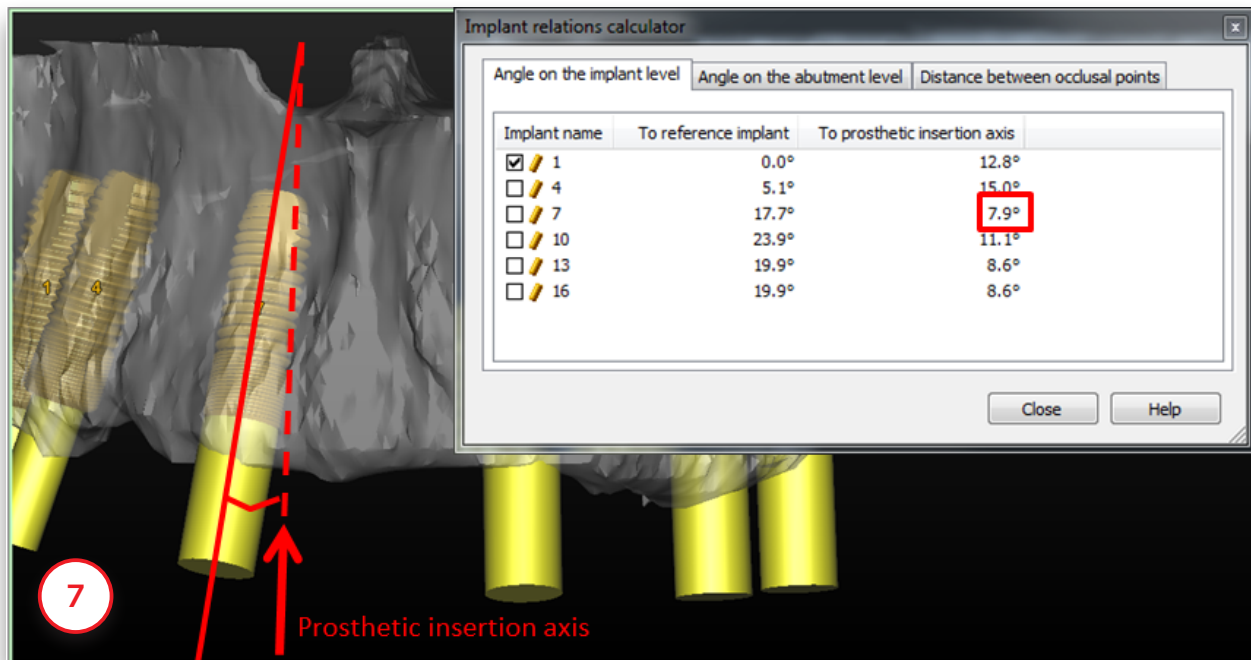 Implant relations calculator
x
Angle on the implant level Angle on the abutment level Distance between occlusal points
Implant name To reference implant To prosthetic insertion axis
1 0.0° 12.8°
4 5.1° 15.0°
7 17.7° 7.9°
10 23.9° 11.1°
13 19.9° 8.6°
16 19.9° 8.6°
Close Help
1 4 7
7
Prosthetic insertion axis